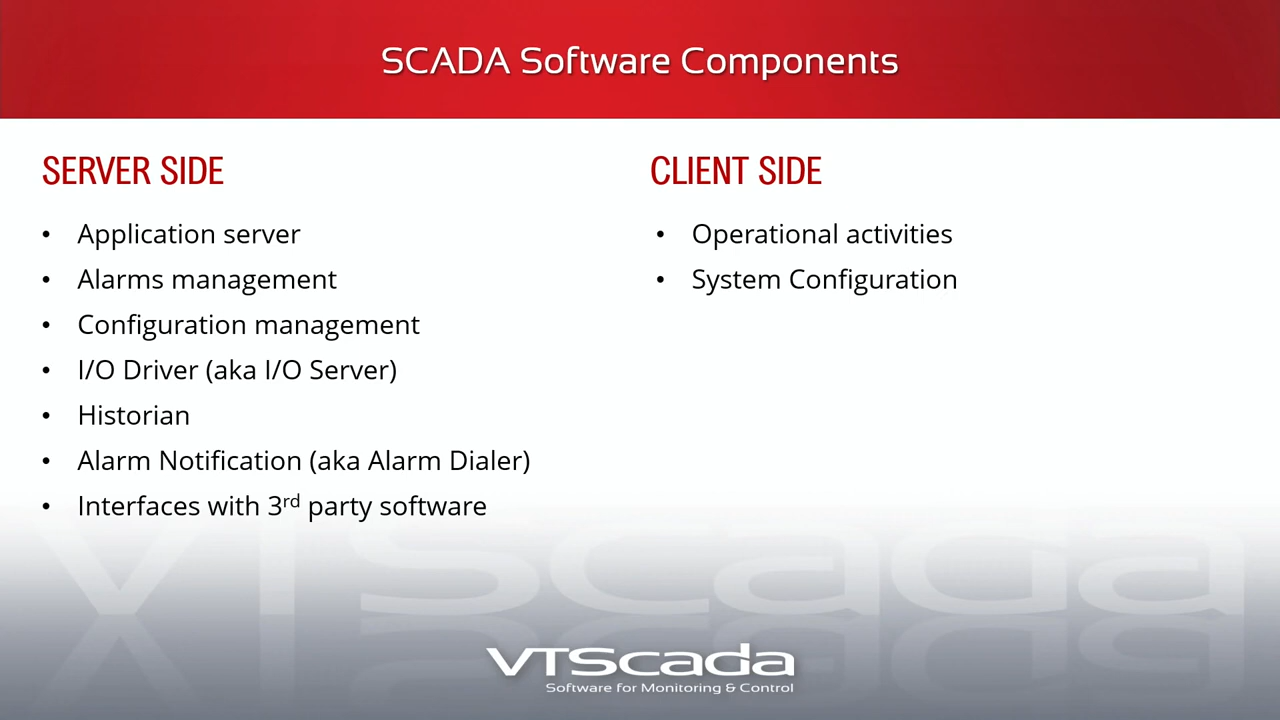 SCADA Software Components
SERVER SIDE
• Application server
• Alarms management
• Configuration management
• I/O Driver (aka I/O Server)
• Historian
• Alarm Notification (aka Alarm Dialer)
• Interfaces with 3rd party software
CLIENT SIDE
• Operational activities
• System Configuration
VTScada
VTScada
Software for Monitoring & Control